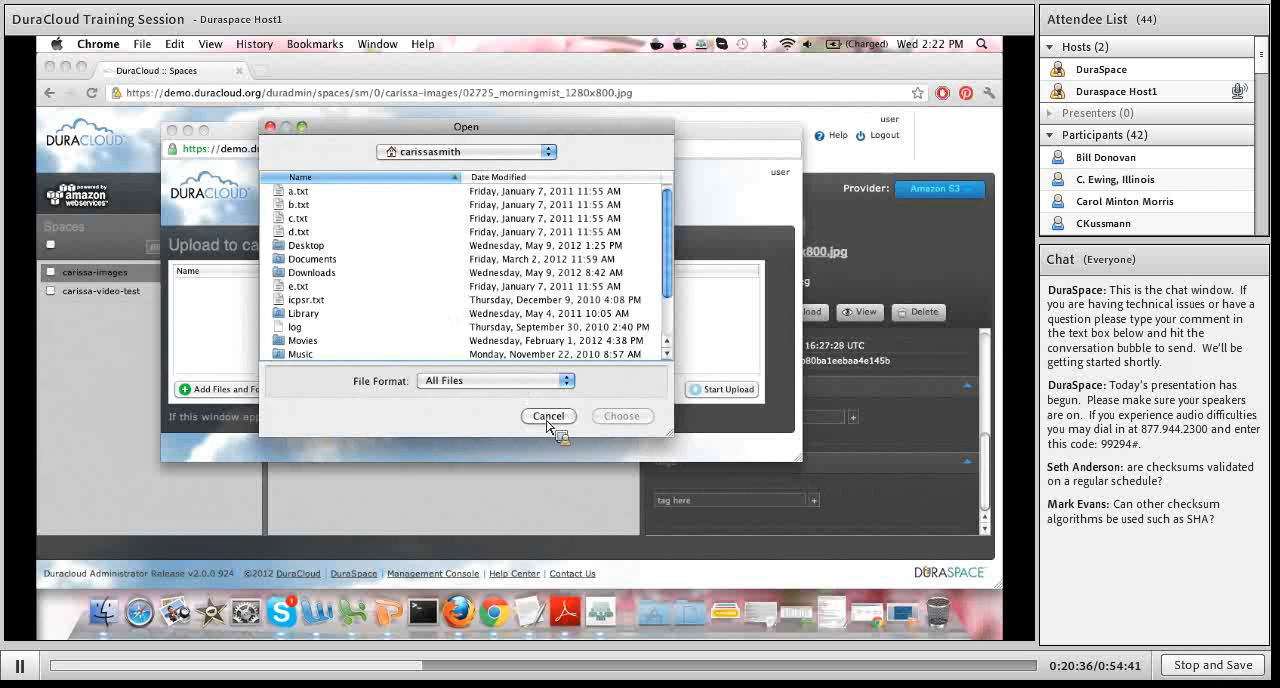 DuraCloud Training Session - Duraspace Host1
Chrome File Edit View History Bookmarks Window Help (Charged) Wed 2:22 PM
DuraCloud :: Spaces
https://demo.duracloud.org/duradmin/spaces/sm/0/carissa-images/02725_morningmist_1280x800.jpg
DURACLOUD
user
Help Logout
powered by
amazon
webservices
Provider: Amazon S3
Spaces
carissa-images
carissa-video-test
https://demo.du
DURACLOUD
user
Upload to ca
Name
Add Files and Fo
Start Upload
If this window app
Open
carissasmith
Name Date Modified
a.txt Friday, January 7, 2011 11:55 AM
b.txt Friday, January 7, 2011 11:55 AM
c.txt Friday, January 7, 2011 11:55 AM
d.txt Friday, January 7, 2011 11:55 AM
Desktop Wednesday, May 9, 2012 1:25 PM
Documents Friday, March 2, 2012 11:59 AM
Downloads Wednesday, May 9, 2012 8:42 AM
e.txt Friday, January 7, 2011 11:55 AM
icpsr.txt Thursday, December 9, 2010 4:08 PM
Library Wednesday, May 4, 2011 10:05 AM
log Thursday, September 30, 2010 2:40 PM
Movies Wednesday, February 1, 2012 4:38 PM
Music Monday, November 22, 2010 8:57 AM
File Format: All Files
Cancel Choose
x800.jpg
g
load View Delete
16:27:28 UTC
b80ba1eebaa4e145b
tag here
Duracloud Administrator Release v2.0.0 924 ©2012 DuraCloud | DuraSpace | Management Console | Help Center | Contact Us
DURASPACE
0:20:36/0:54:41
Stop and Save
Attendee List (44)
Hosts (2)
DuraSpace
Duraspace Host1
Presenters (0)
Participants (42)
Bill Donovan
C. Ewing, Illinois
Carol Minton Morris
CKussmann
Chat (Everyone)
DuraSpace: This is the chat window. If
you are having technical issues or have a
question please type your comment in
the text box below and hit the
conversation bubble to send. We'll be
getting started shortly.
DuraSpace: Today's presentation has
begun. Please make sure your speakers
are on. If you experience audio difficulties
you may dial in at 877.944.2300 and enter
this code: 99294#.
Seth Anderson: are checksums validated
on a regular schedule?
Mark Evans: Can other checksum
algorithms be used such as SHA?